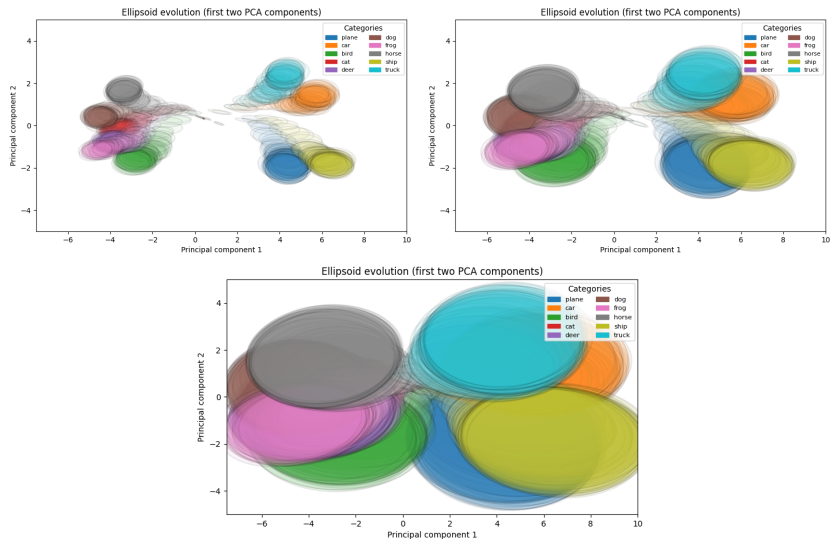 Ellipsoid evolution (first two PCA components)
Categories
plane dog
car frog
bird horse
cat ship
deer truck
Principal component 2
4
2
0
−2
−4
−6 −4 −2 0 2 4 6 8 10
Principal component 1
Ellipsoid evolution (first two PCA components)
Categories
plane dog
car frog
bird horse
cat ship
deer truck
Principal component 2
4
2
0
−2
−4
−6 −4 −2 0 2 4 6 8 10
Principal component 1
Ellipsoid evolution (first two PCA components)
Categories
plane dog
car frog
bird horse
cat ship
deer truck
Principal component 2
4
2
0
−2
−4
−6 −4 −2 0 2 4 6 8 10
Principal component 1